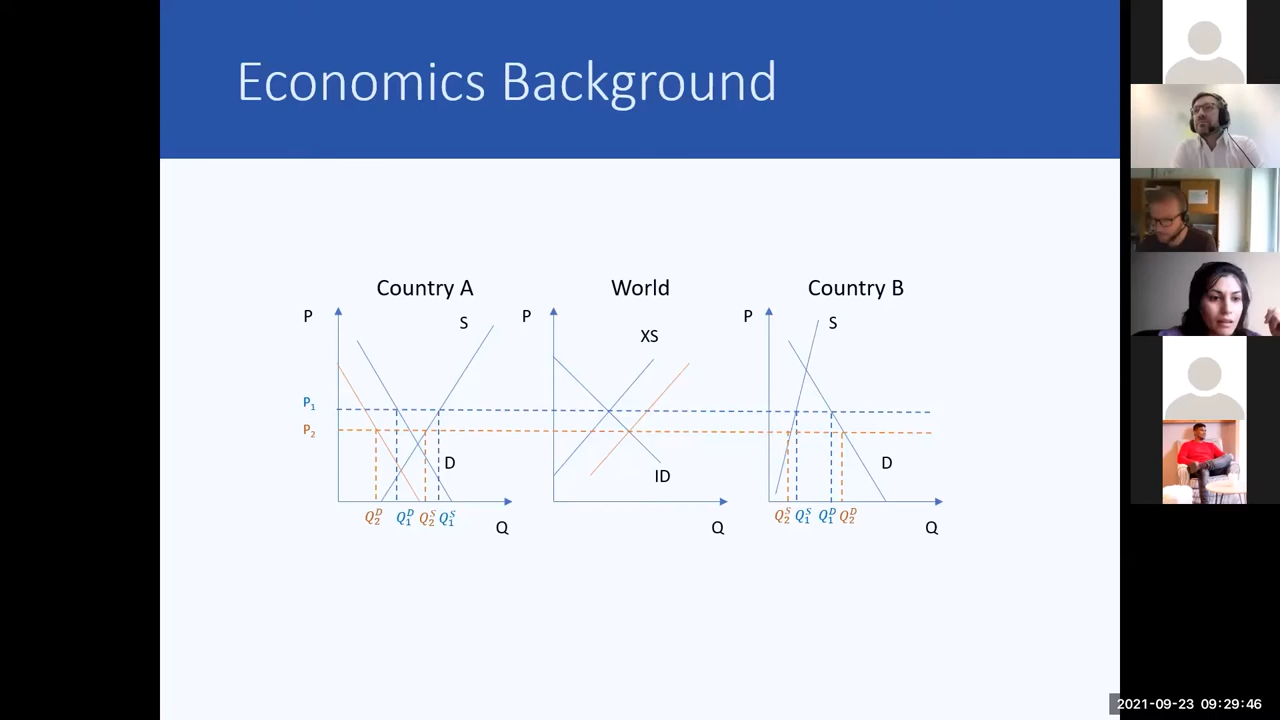 Economics Background
Country A
World
Country B
P
S
P
XS
P
S
P₁
P₂
D
ID
D
Q₂ᴰ Q₁ᴰ Q₂ˢ Q₁ˢ
Q₂ˢ Q₁ˢ Q₁ᴰ Q₂ᴰ
Q
Q
Q
2021-09-23 09:29:46